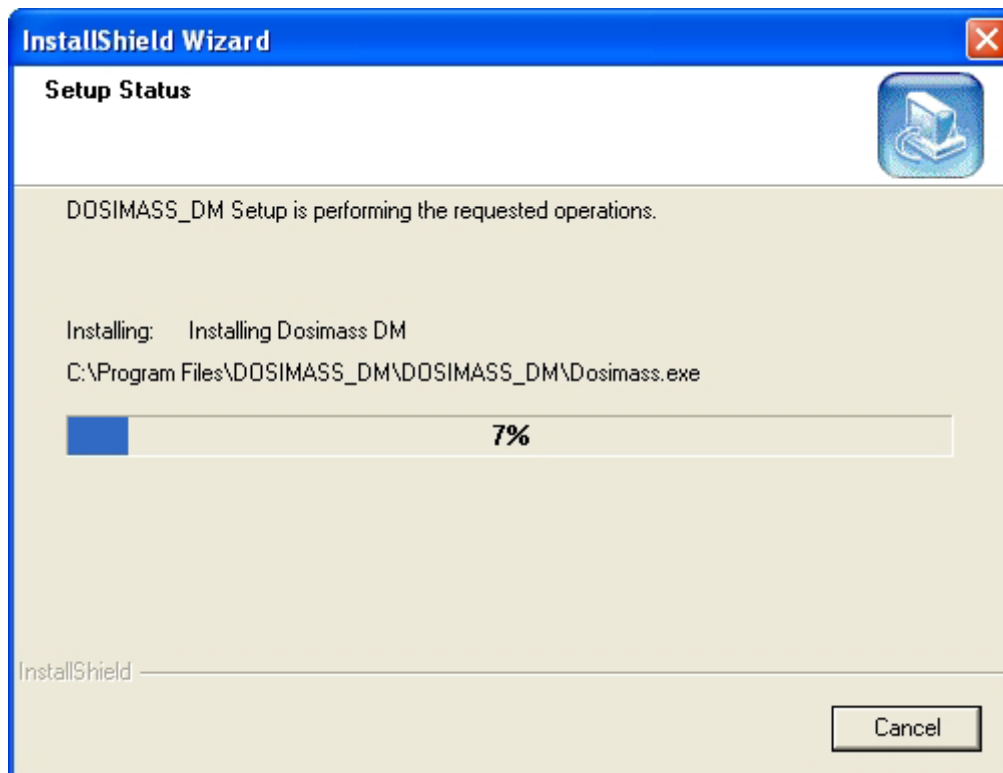 InstallShield Wizard
Setup Status
DOSIMASS_DM Setup is performing the requested operations.
Installing: Installing Dosimass DM
C:\Program Files\DOSIMASS_DM\DOSIMASS_DM\Dosimass.exe
7%
InstallShield
Cancel